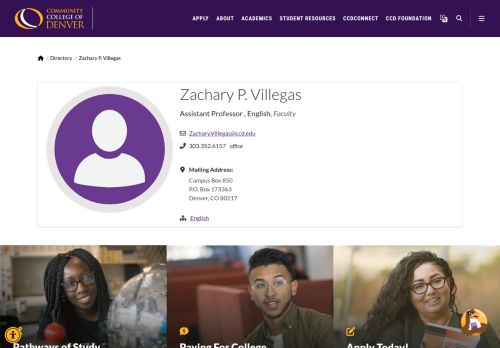 COMMUNITY
COLLEGE OF
DENVER
APPLY ABOUT ACADEMICS STUDENT RESOURCES CCDCONNECT CCD FOUNDATION
/ Directory / Zachary P. Villegas
Zachary P. Villegas
Assistant Professor , English, Faculty
Zachary.Villegas@ccd.edu
303.352.6157 office
Mailing Address:
Campus Box 850
P.O. Box 173363
Denver, CO 80217
English
Pathways of Study
Paying For College
Apply Today!